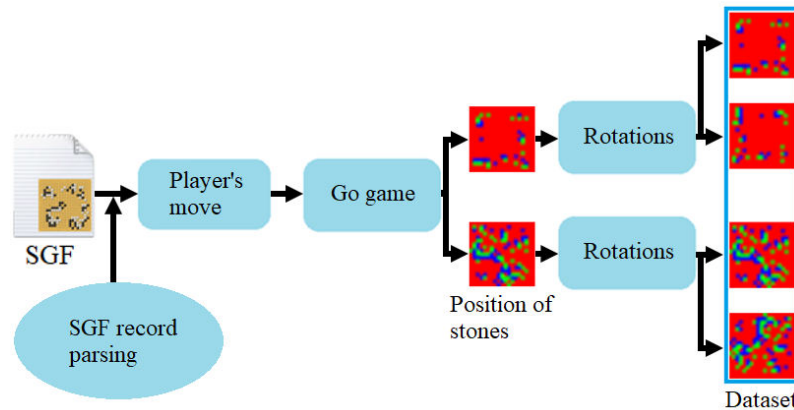 SGF
SGF record
parsing
Player's
move
Go game
Position of
stones
Rotations
Rotations
Dataset